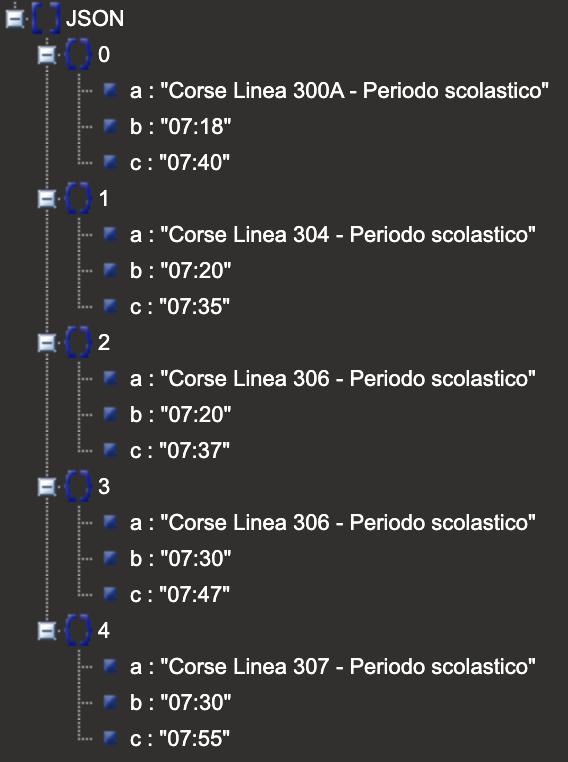 JSON
0
a : "Corse Linea 300A - Periodo scolastico"
b : "07:18"
c : "07:40"
1
a : "Corse Linea 304 - Periodo scolastico"
b : "07:20"
c : "07:35"
2
a : "Corse Linea 306 - Periodo scolastico"
b : "07:20"
c : "07:37"
3
a : "Corse Linea 306 - Periodo scolastico"
b : "07:30"
c : "07:47"
4
a : "Corse Linea 307 - Periodo scolastico"
b : "07:30"
c : "07:55"